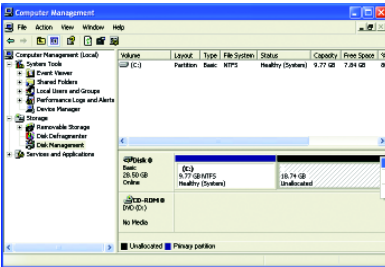 Computer Management
File Action View Window Help
Computer Management (Local)
System Tools
Event Viewer
Shared Folders
Local Users and Groups
Performance Logs and Alerts
Device Manager
Storage
Removable Storage
Disk Defragmenter
Disk Management
Services and Applications
Volume Layout Type File System Status Capacity Free Space
(C:) Partition Basic NTFS Healthy (System) 9.77 GB 7.84 GB
Disk 0
Basic
28.50 GB
Online
(C:)
9.77 GB NTFS
Healthy (System)
18.74 GB
Unallocated
CD-ROM 0
DVD (D:)
No Media
Unallocated Primary partition